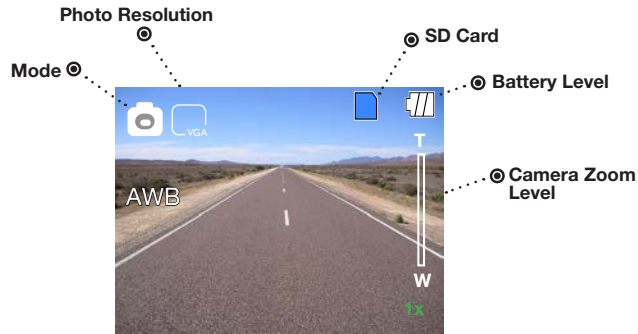 Photo Resolution
SD Card
Mode
Battery Level
VGA
T
Camera Zoom
Level
AWB
W
1x